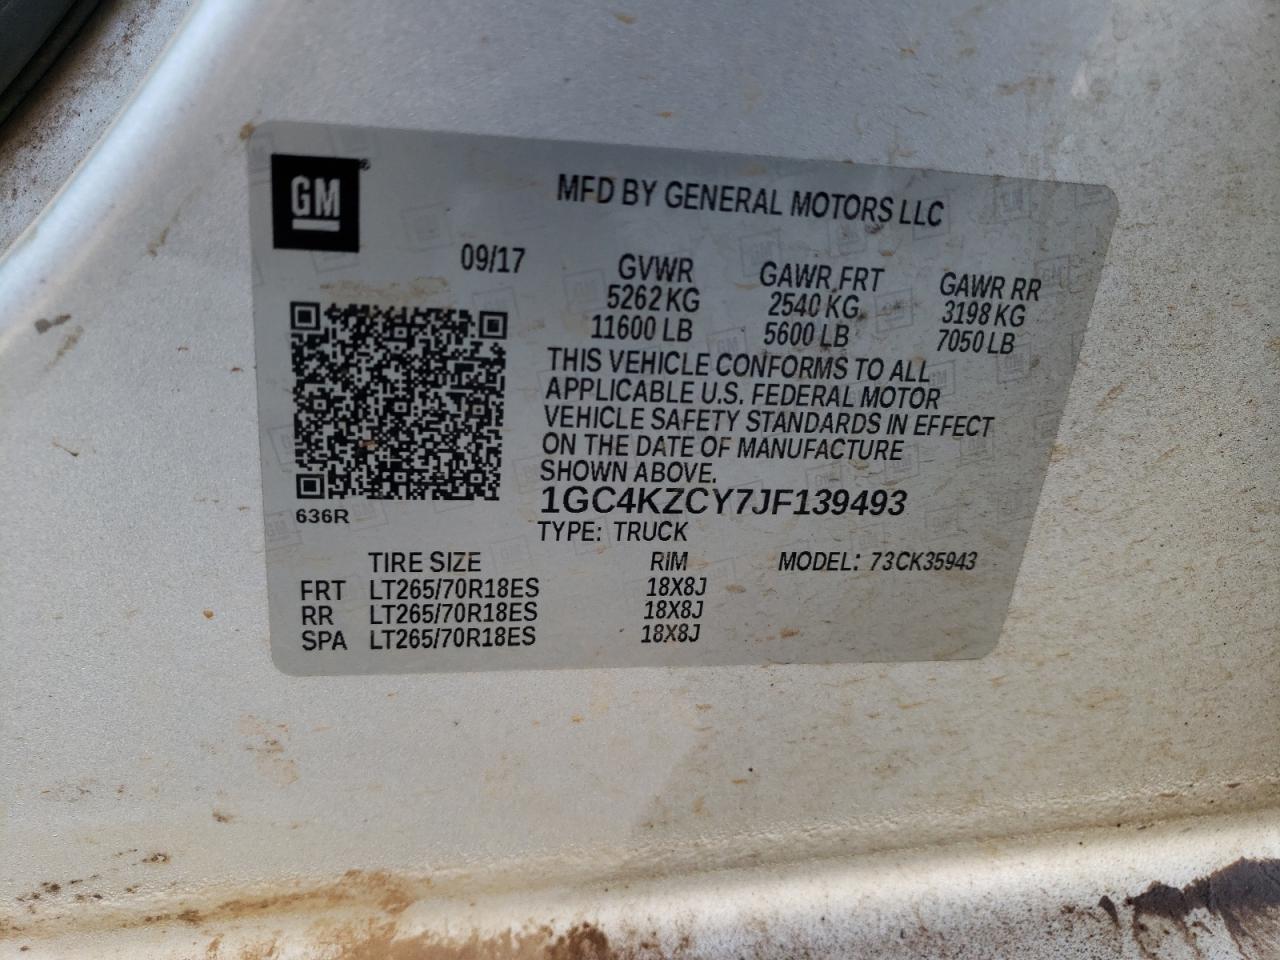 GM
MFD BY GENERAL MOTORS LLC
09/17
GVWR GAWR FRT GAWR RR
5262 KG 2540 KG 3198 KG
11600 LB 5600 LB 7050 LB
THIS VEHICLE CONFORMS TO ALL
APPLICABLE U.S. FEDERAL MOTOR
VEHICLE SAFETY STANDARDS IN EFFECT
ON THE DATE OF MANUFACTURE
SHOWN ABOVE.
1GC4KZCY7JF139493
636R
TYPE: TRUCK
TIRE SIZE RIM MODEL: 73CK35943
FRT LT265/70R18ES 18X8J
RR LT265/70R18ES 18X8J
SPA LT265/70R18ES 18X8J